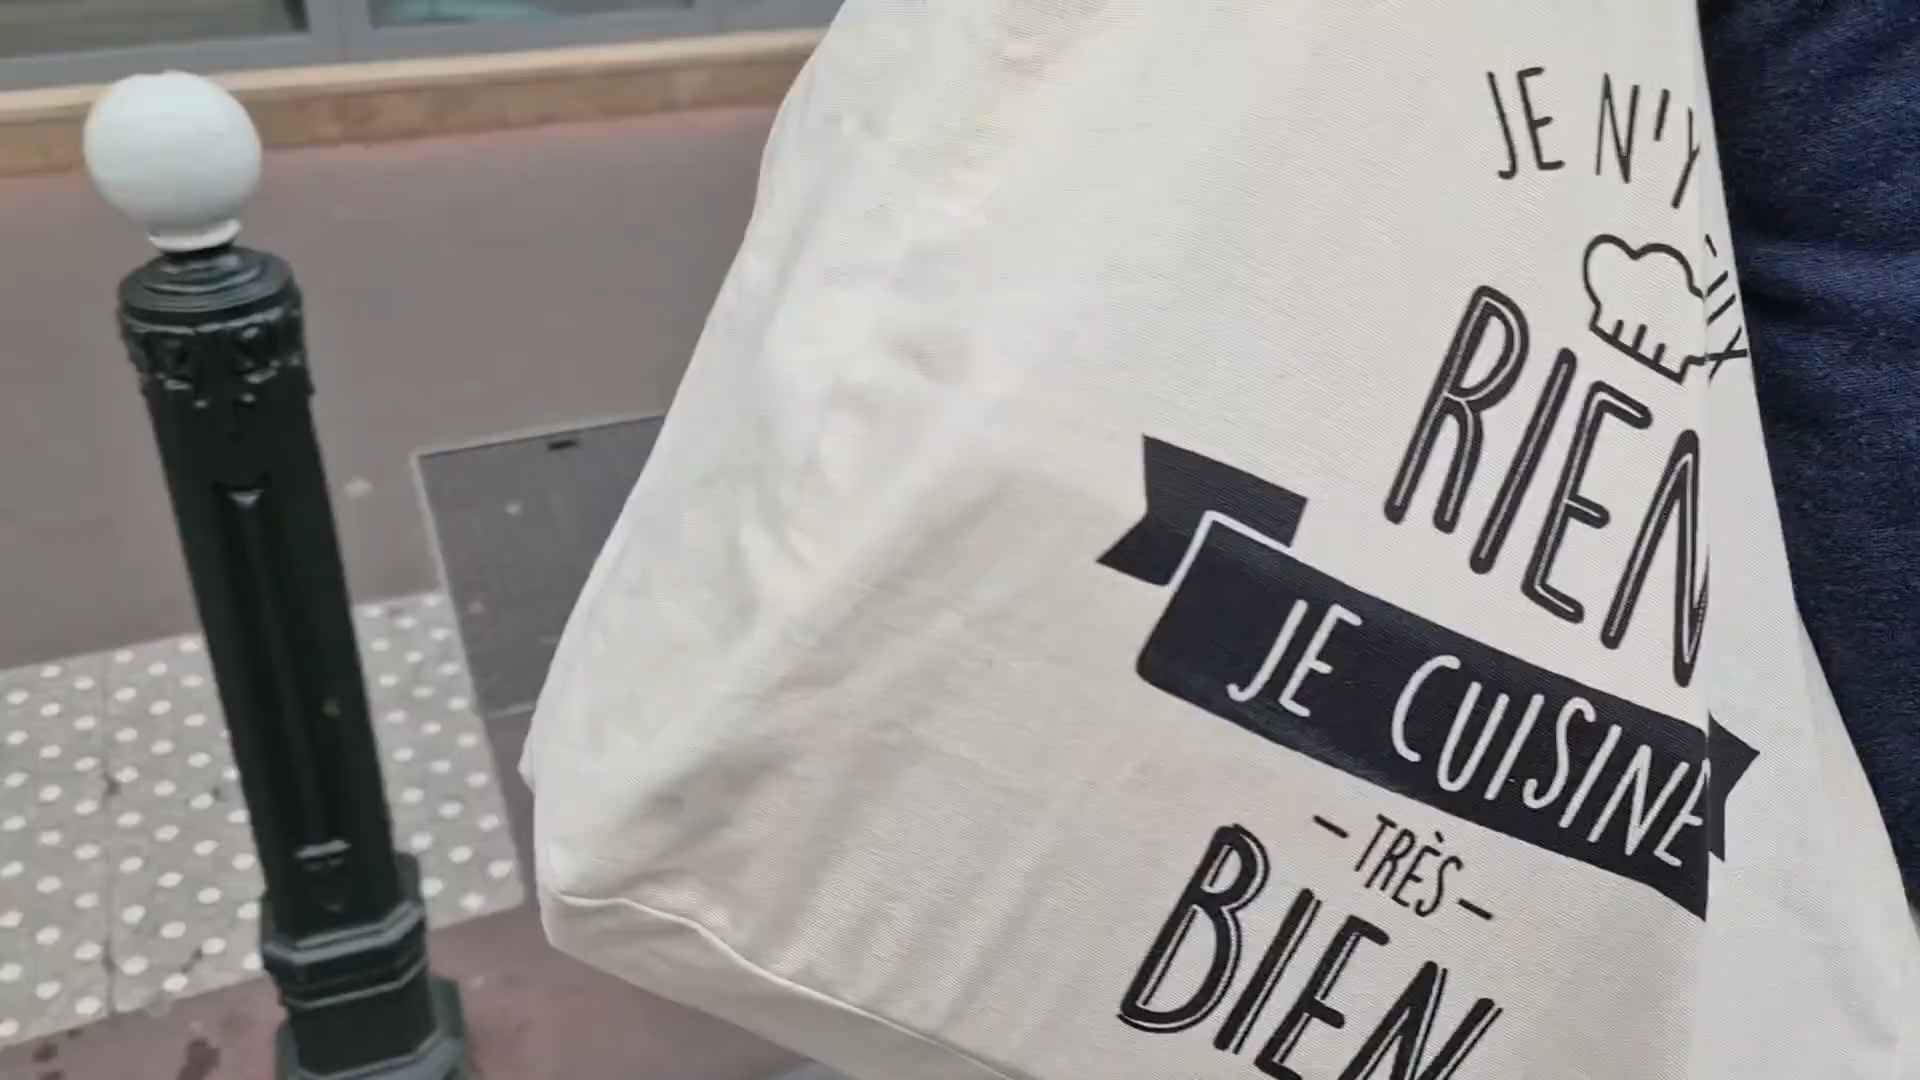 JE N'Y
RIEN
JE CUISINE
- TRÈS -
BIEN